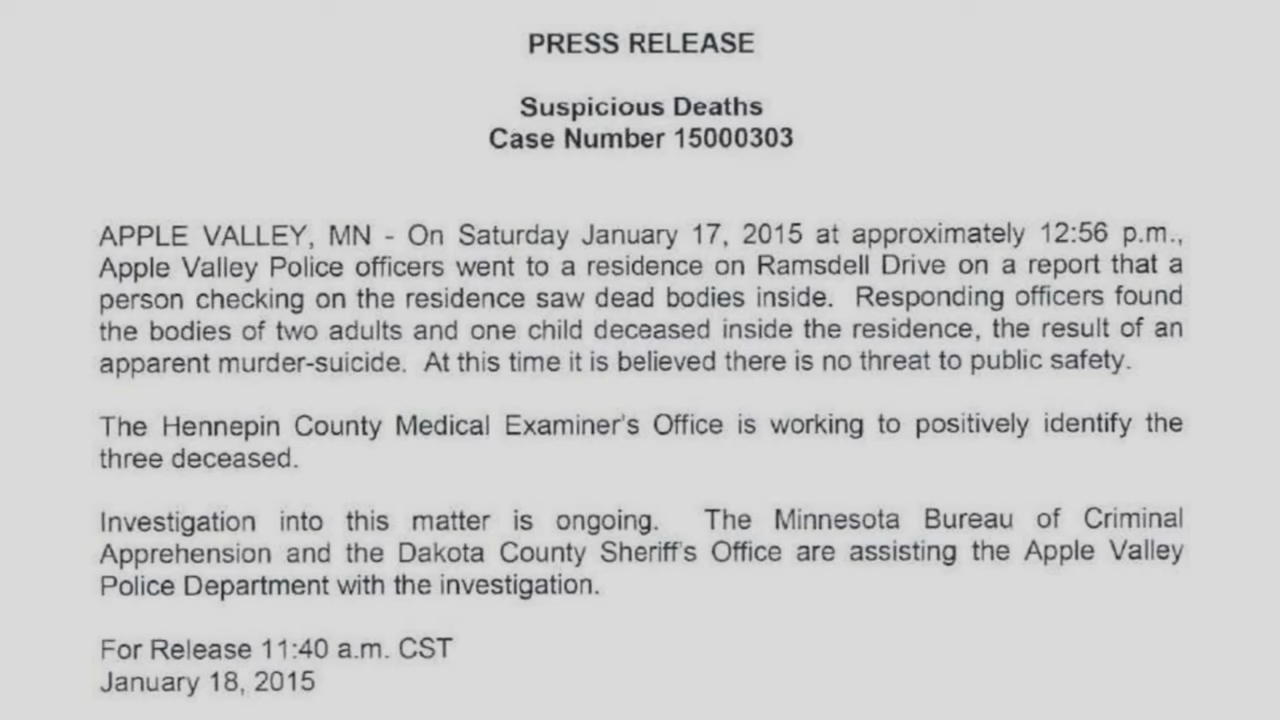 PRESS RELEASE
Suspicious Deaths
Case Number 15000303
APPLE VALLEY, MN - On Saturday January 17, 2015 at approximately 12:56 p.m.,
Apple Valley Police officers went to a residence on Ramsdell Drive on a report that a
person checking on the residence saw dead bodies inside. Responding officers found
the bodies of two adults and one child deceased inside the residence, the result of an
apparent murder-suicide. At this time it is believed there is no threat to public safety.
The Hennepin County Medical Examiner's Office is working to positively identify the
three deceased.
Investigation into this matter is ongoing. The Minnesota Bureau of Criminal
Apprehension and the Dakota County Sheriff's Office are assisting the Apple Valley
Police Department with the investigation.
For Release 11:40 a.m. CST
January 18, 2015